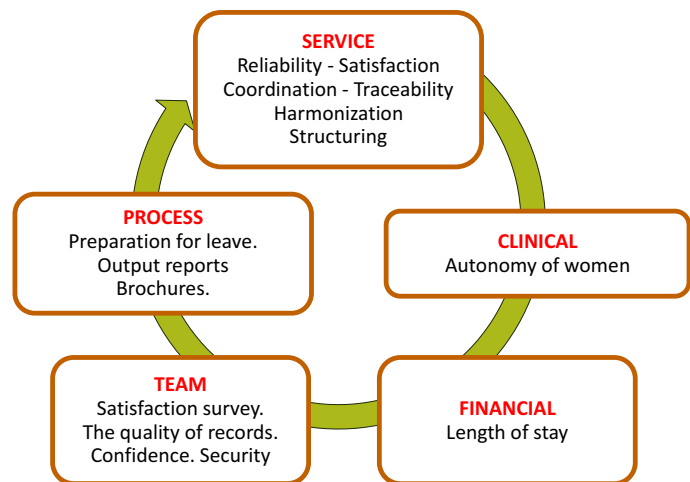 SERVICE
Reliability - Satisfaction
Coordination - Traceability
Harmonization
Structuring
CLINICAL
Autonomy of women
FINANCIAL
Length of stay
TEAM
Satisfaction survey.
The quality of records.
Confidence. Security
PROCESS
Preparation for leave.
Output reports
Brochures.